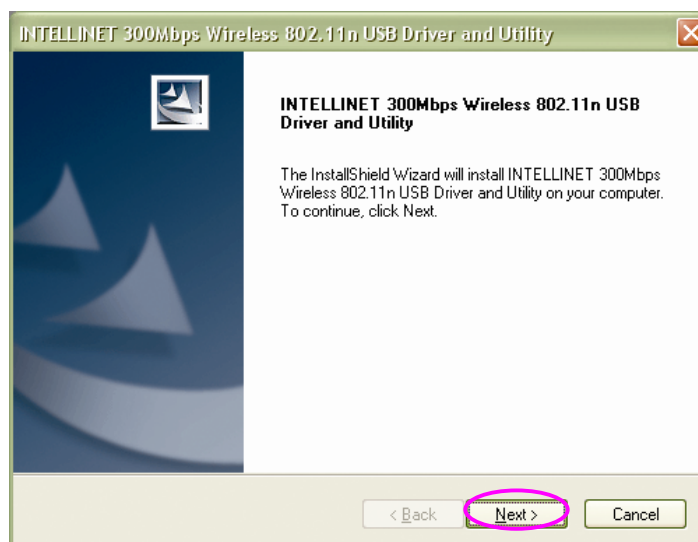 INTELLINET 300Mbps Wireless 802.11n USB Driver and Utility
INTELLINET 300Mbps Wireless 802.11n USB
Driver and Utility
The InstallShield Wizard will install INTELLINET 300Mbps
Wireless 802.11n USB Driver and Utility on your computer.
To continue, click Next.
< Back Next > Cancel